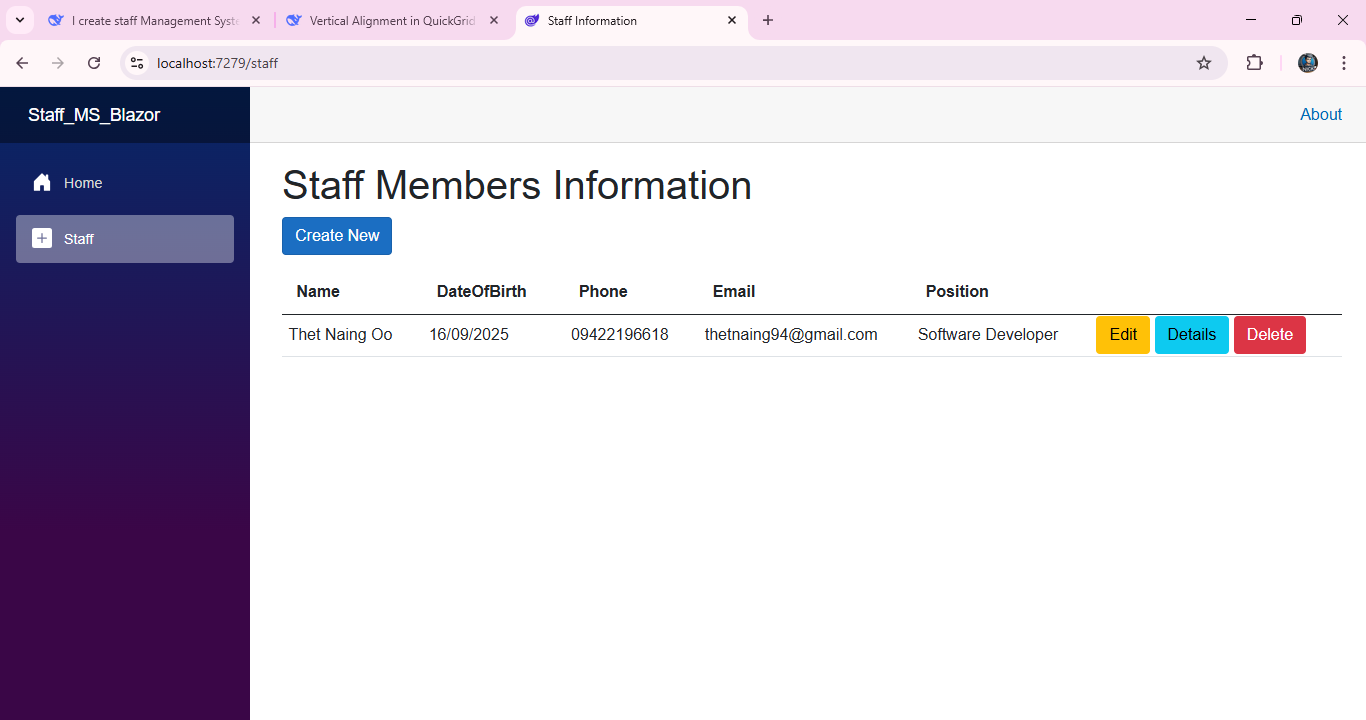 I create staff Management Syste
Vertical Alignment in QuickGrid
Staff Information
localhost:7279/staff
Staff_MS_Blazor
About
Home
Staff
Staff Members Information
Create New
Name DateOfBirth Phone Email Position
Thet Naing Oo 16/09/2025 09422196618 thetnaing94@gmail.com Software Developer Edit Details Delete